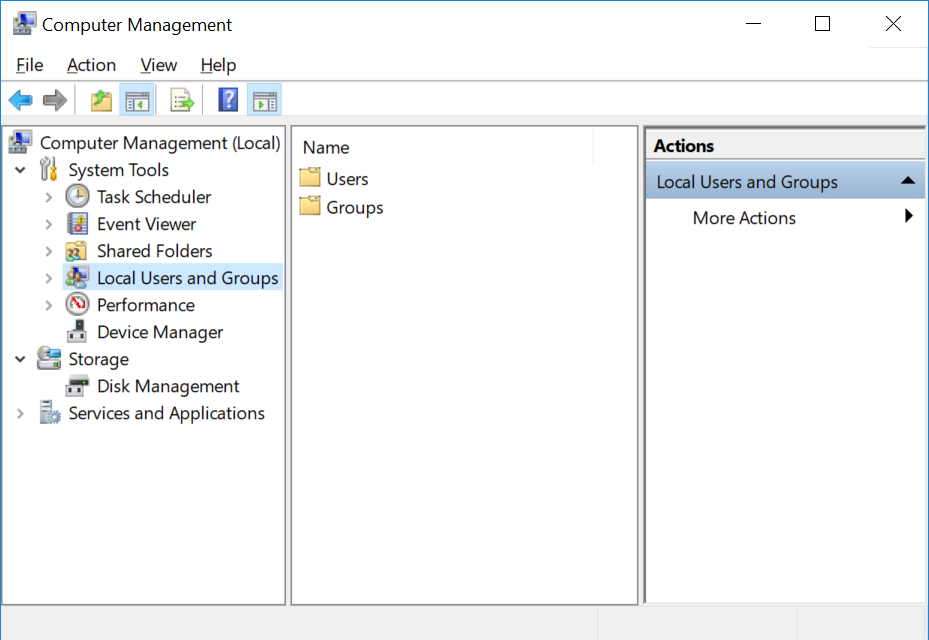 Computer Management
File Action View Help
?
Computer Management (Local)
System Tools
Task Scheduler
Event Viewer
Shared Folders
Local Users and Groups
Performance
Device Manager
Storage
Disk Management
Services and Applications
Name
Users
Groups
Actions
Local Users and Groups
More Actions